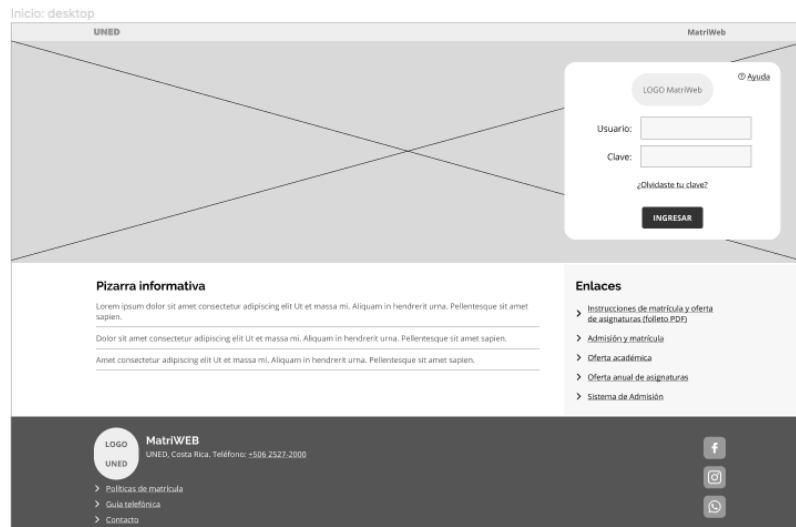 Inicio: desktop
UNED
MatriWeb
Ayuda
LOGO MatriWeb
Usuario:
Clave:
¿Olvidaste tu clave?
INGRESAR
Pizarra informativa
Lorem ipsum dolor sit amet consectetur adipiscing elit Ut et massa mi. Aliquam in hendrerit urna. Pellentesque sit amet
sapien.
Dolor sit amet consectetur adipiscing elit Ut et massa mi. Aliquam in hendrerit urna. Pellentesque sit amet sapien.
Amet consectetur adipiscing elit Ut et massa mi. Aliquam in hendrerit urna. Pellentesque sit amet sapien.
Enlaces
Instrucciones de matrícula y oferta
de asignaturas (folleto PDF)
Admisión y matrícula
Oferta académica
Oferta anual de asignaturas
Sistema de Admisión
LOGO
UNED
MatriWEB
UNED, Costa Rica. Teléfono: +506 2527-2000
Políticas de matrícula
Guía telefónica
Contacto